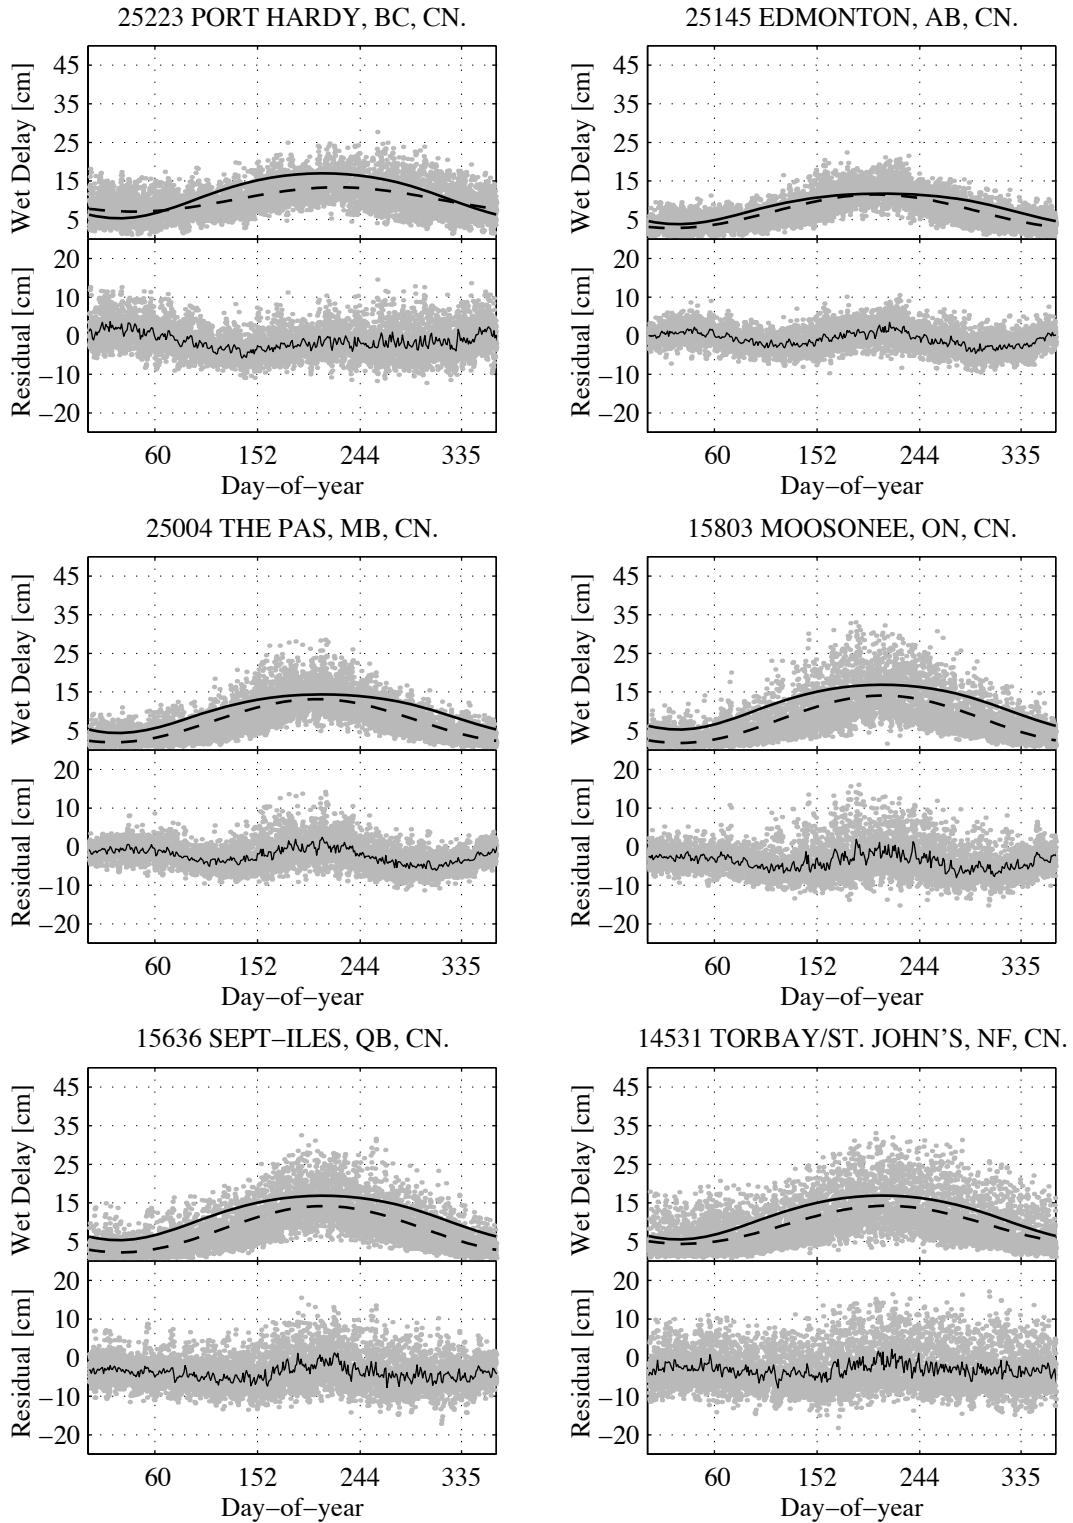 25223 PORT HARDY, BC, CN.
Wet Delay [cm]
45
35
25
15
5
Residual [cm]
20
10
0
−10
−20
60 152 244 335
Day−of−year
25145 EDMONTON, AB, CN.
Wet Delay [cm]
45
35
25
15
5
Residual [cm]
20
10
0
−10
−20
60 152 244 335
Day−of−year
25004 THE PAS, MB, CN.
Wet Delay [cm]
45
35
25
15
5
Residual [cm]
20
10
0
−10
−20
60 152 244 335
Day−of−year
15803 MOOSONEE, ON, CN.
Wet Delay [cm]
45
35
25
15
5
Residual [cm]
20
10
0
−10
−20
60 152 244 335
Day−of−year
15636 SEPT−ILES, QB, CN.
Wet Delay [cm]
45
35
25
15
5
Residual [cm]
20
10
0
−10
−20
60 152 244 335
Day−of−year
14531 TORBAY/ST. JOHN'S, NF, CN.
Wet Delay [cm]
45
35
25
15
5
Residual [cm]
20
10
0
−10
−20
60 152 244 335
Day−of−year